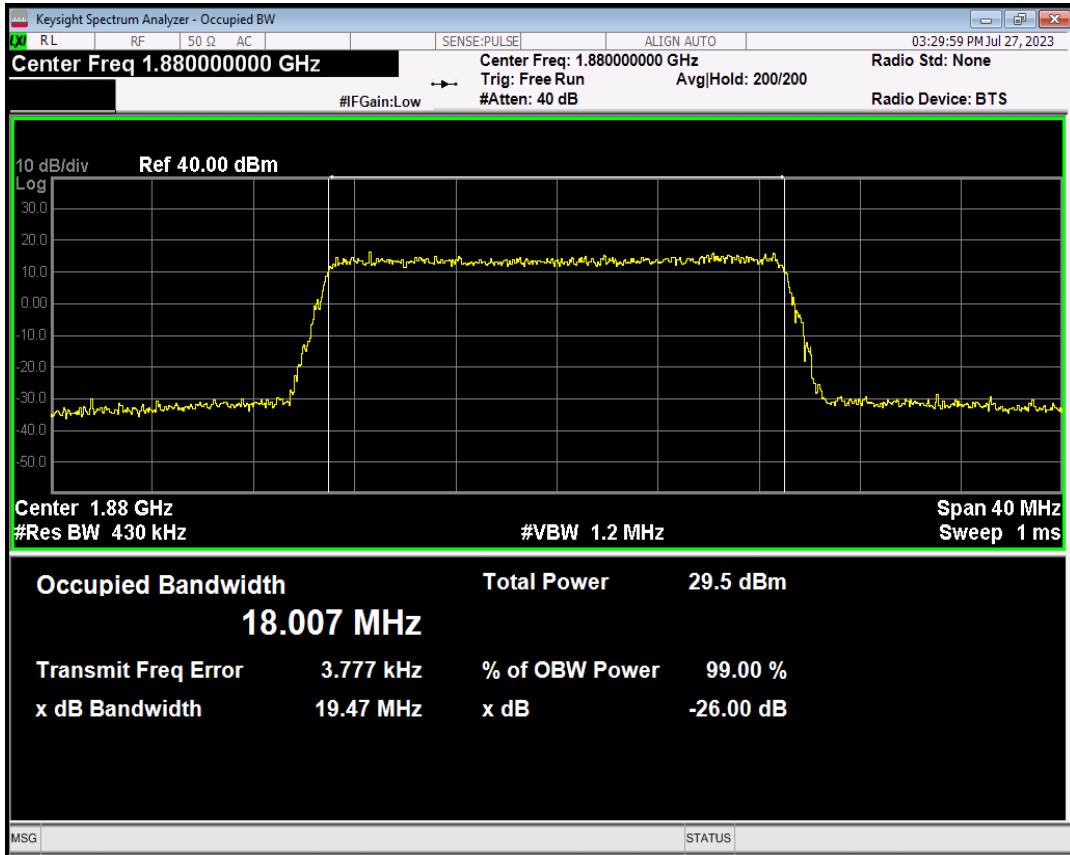 Keysight Spectrum Analyzer - Occupied BW
LXI RL RF 50 Ω AC SENSE:PULSE ALIGN AUTO 03:29:59 PM Jul 27, 2023
Center Freq 1.880000000 GHz Center Freq: 1.880000000 GHz Radio Std: None
Trig: Free Run Avg|Hold: 200/200
#IFGain:Low #Atten: 40 dB Radio Device: BTS
10 dB/div Ref 40.00 dBm
Log
30.0
20.0
10.0
0.00
-10.0
-20.0
-30.0
-40.0
-50.0
Center 1.88 GHz Span 40 MHz
#Res BW 430 kHz #VBW 1.2 MHz Sweep 1 ms
Occupied Bandwidth Total Power 29.5 dBm
18.007 MHz
Transmit Freq Error 3.777 kHz % of OBW Power 99.00 %
x dB Bandwidth 19.47 MHz x dB -26.00 dB
MSG STATUS